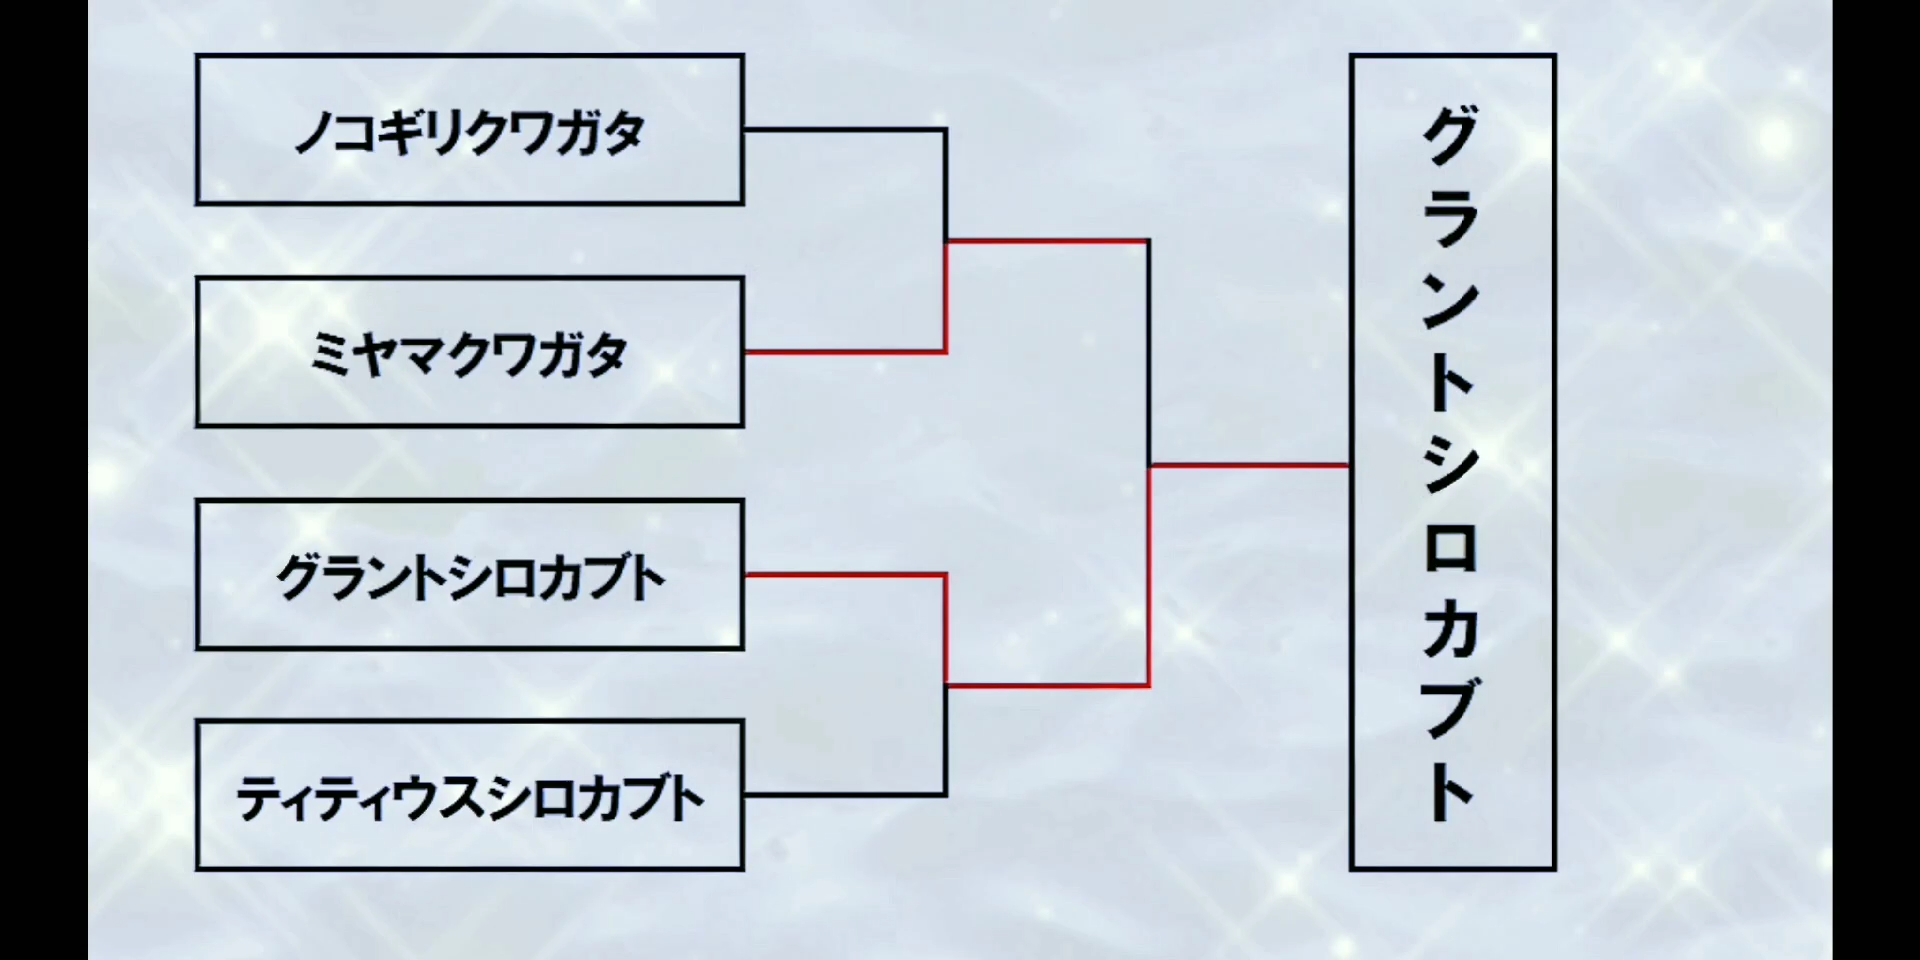 ノコギリクワガタ
ミヤマクワガタ
グラントシロカブト
ティティウスシロカブト
グラントシロカブト